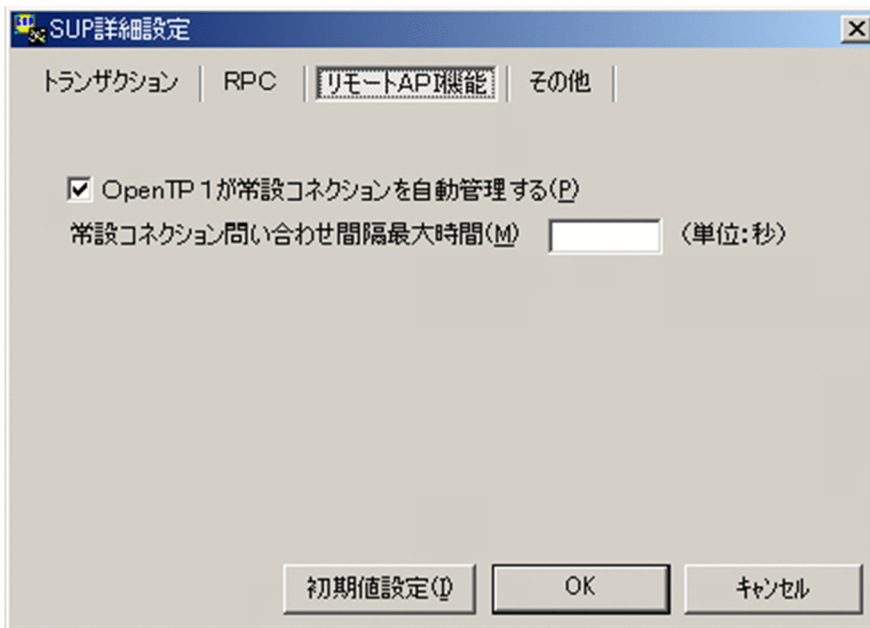 SUP詳細設定
トランザクション RPC リモートAPI機能 その他
OpenTP1が常設コネクションを自動管理する(P)
常設コネクション問い合わせ間隔最大時間(M) (単位:秒)
初期値設定(I) OK キャンセル